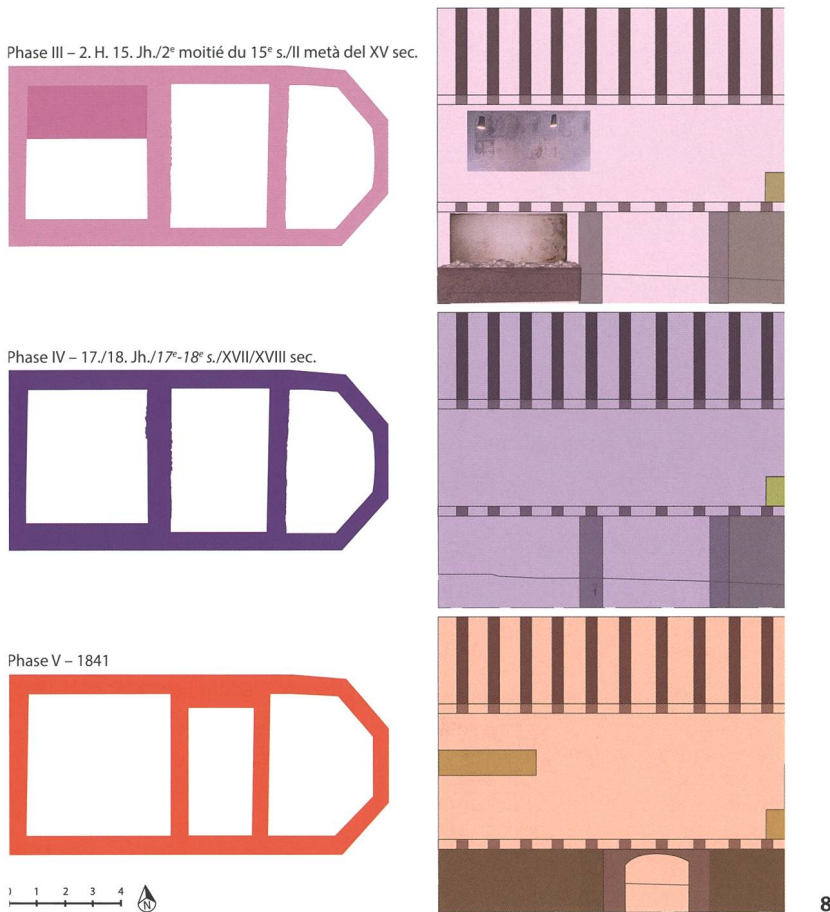 Phase III – 2. H. 15. Jh./2ᵉ moitié du 15ᵉ s./II metà del XV sec.
Phase IV – 17./18. Jh./17ᵉ-18ᵉ s./XVII/XVIII sec.
Phase V – 1841
0 1 2 3 4
N
8